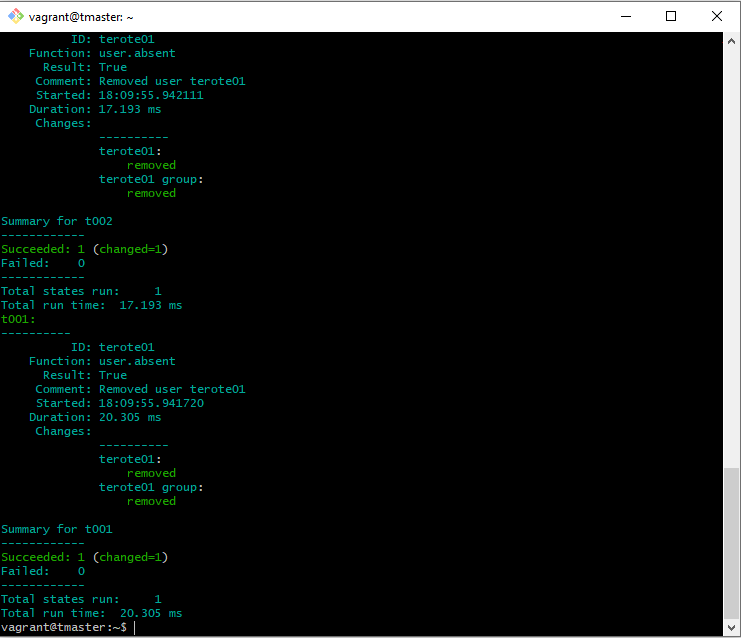 vagrant@tmaster: ~
ID: terote01
Function: user.absent
Result: True
Comment: Removed user terote01
Started: 18:09:55.942111
Duration: 17.193 ms
Changes:
----------
terote01:
removed
terote01 group:
removed
Summary for t002
------------
Succeeded: 1 (changed=1)
Failed:    0
------------
Total states run:     1
Total run time:  17.193 ms
t001:
----------
ID: terote01
Function: user.absent
Result: True
Comment: Removed user terote01
Started: 18:09:55.941720
Duration: 20.305 ms
Changes:
----------
terote01:
removed
terote01 group:
removed
Summary for t001
------------
Succeeded: 1 (changed=1)
Failed:    0
------------
Total states run:     1
Total run time:  20.305 ms
vagrant@tmaster:~$